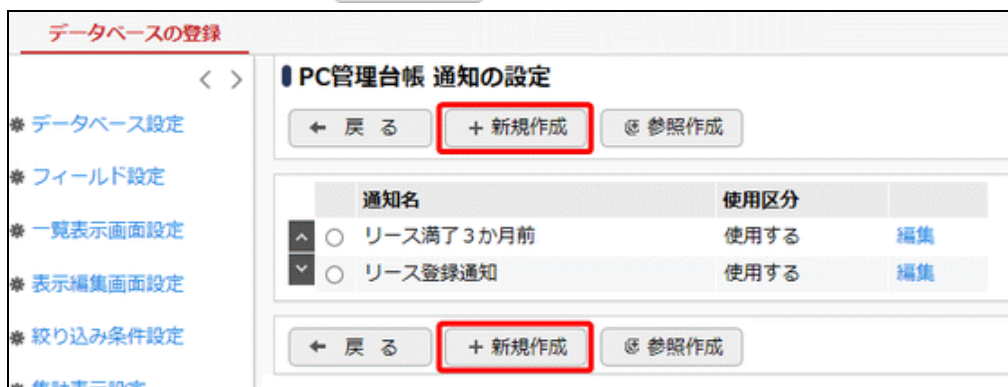 データベースの登録
PC管理台帳 通知の設定
戻 る
新規作成
参照作成
データベース設定
フィールド設定
一覧表示画面設定
表示編集画面設定
絞り込み条件設定
集計表示設定
通知名
使用区分
リース満了3か月前
使用する
編集
リース登録通知
使用する
編集
戻 る
新規作成
参照作成